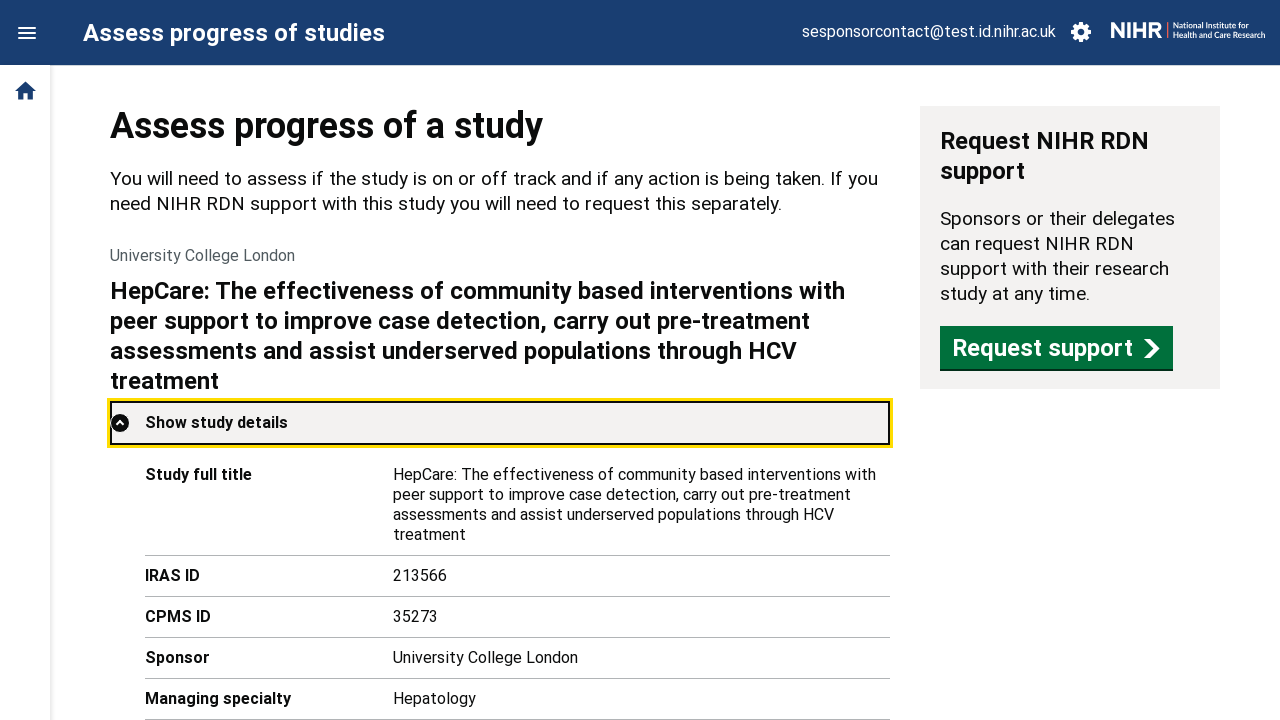 Assess progress of studies
sesponsorcontact@test.id.nihr.ac.uk
NIHR | National Institute for
Health and Care Research
Assess progress of a study
You will need to assess if the study is on or off track and if any action is being taken. If you
need NIHR RDN support with this study you will need to request this separately.
University College London
HepCare: The effectiveness of community based interventions with
peer support to improve case detection, carry out pre-treatment
assessments and assist underserved populations through HCV
treatment
Show study details
Study full title
HepCare: The effectiveness of community based interventions with
peer support to improve case detection, carry out pre-treatment
assessments and assist underserved populations through HCV
treatment
IRAS ID
213566
CPMS ID
35273
Sponsor
University College London
Managing specialty
Hepatology
Request NIHR RDN
support
Sponsors or their delegates
can request NIHR RDN
support with their research
study at any time.
Request support